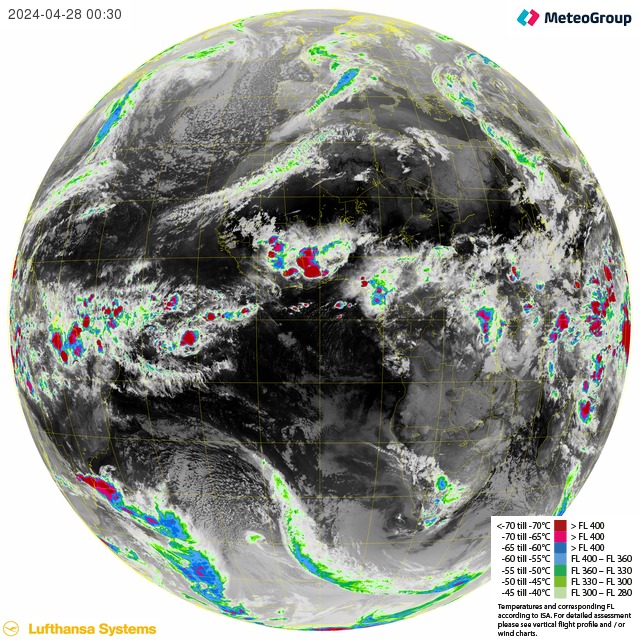 2024-04-28 00:30
MeteoGroup
<-70 till -70°C > FL 400
-70 till -65°C > FL 400
-65 till -60°C > FL 400
-60 till -55°C FL 400 – FL 360
-55 till -50°C FL 360 – FL 330
-50 till -45°C FL 330 – FL 300
-45 till -40°C FL 300 – FL 280
Temperatures and corresponding FL
according to ISA. For detailed assessment
please see vertical flight profile and / or
wind charts.
Lufthansa Systems